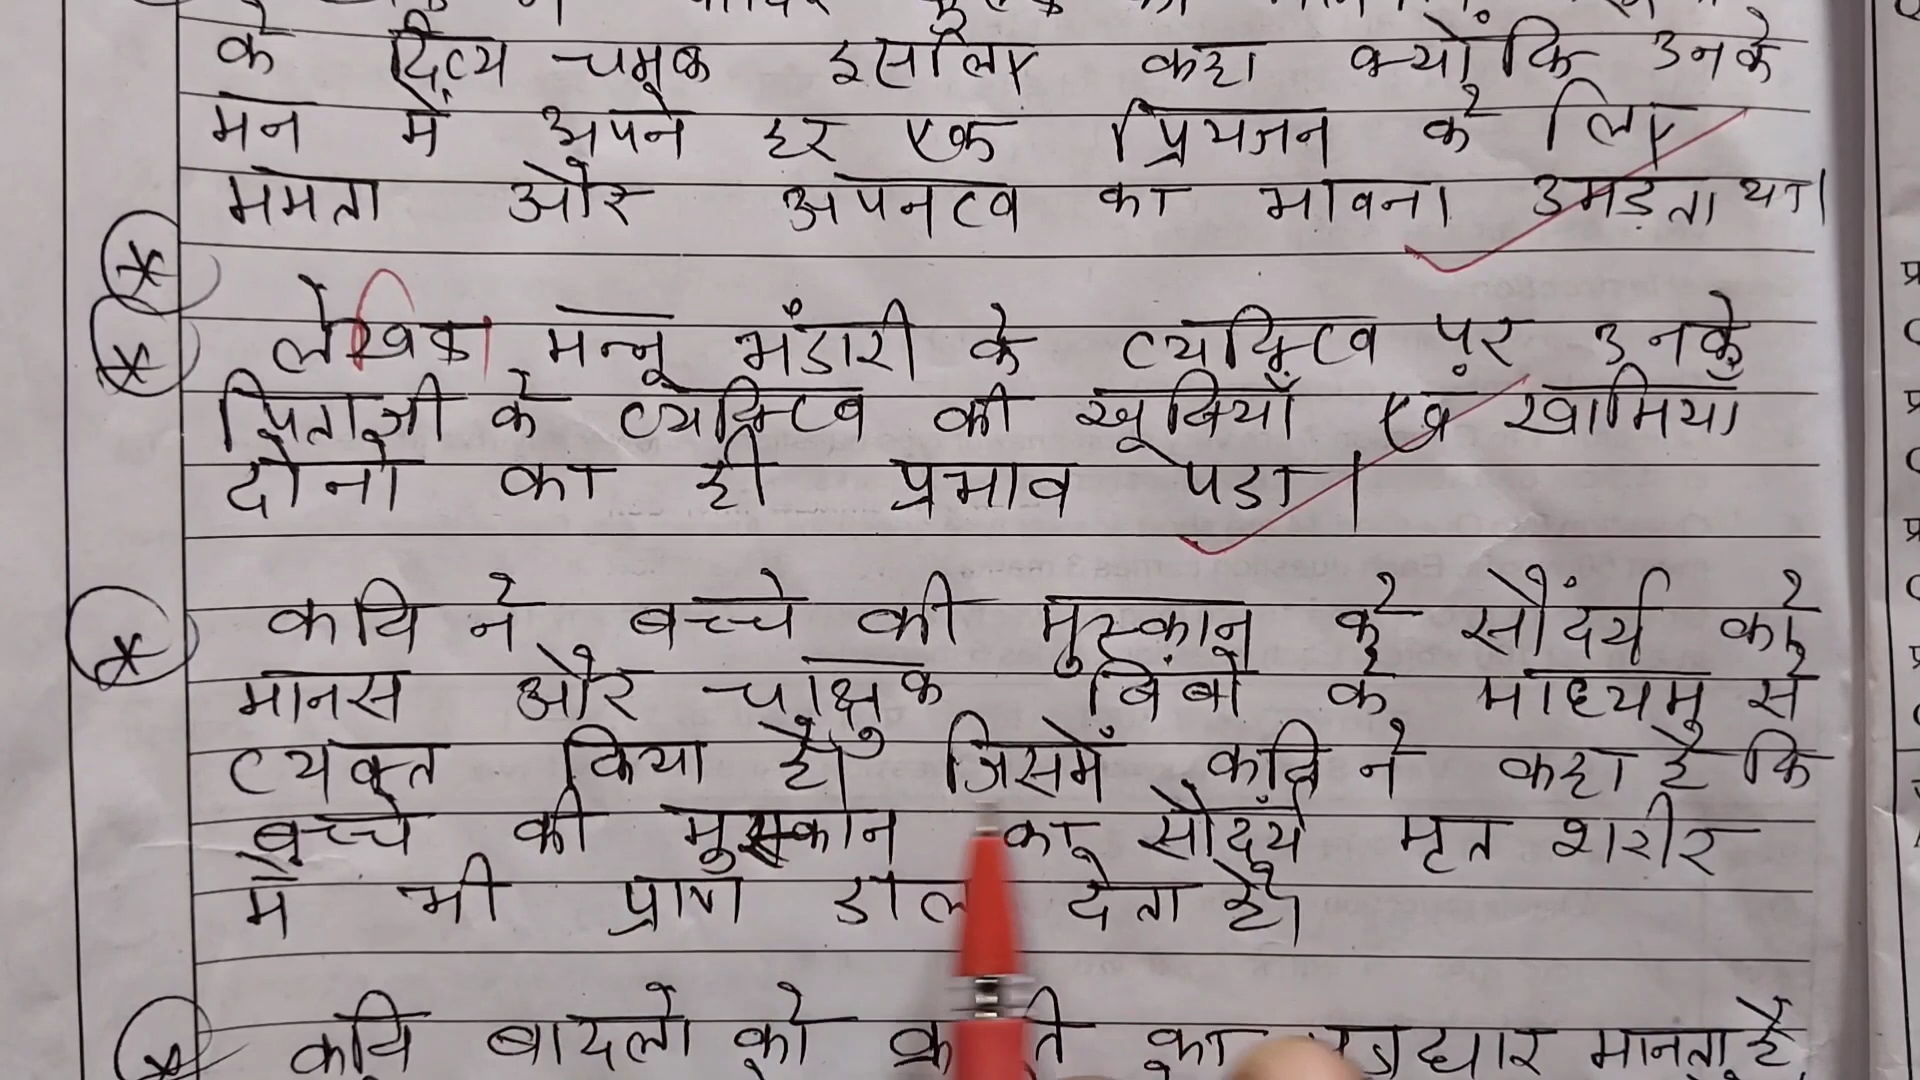 के दिव्य चमक इसलिए कहा क्योंकि उनके
मन में अपने हर एक प्रियजन के लिए
ममता और अपनत्व का भावना उमड़ता था।
लेखिका मन्नू भंडारी के व्यक्तित्व पर उनके
पिताजी के व्यक्तित्व की खूबियाँ एवं खामियाँ
दोनो का ही प्रभाव पडा।
कवि ने बच्चे की मुस्कान के सौंदर्य को
मानस और चाक्षुक बिंबो के माध्यम से
व्यक्त किया है। जिसमें कवि ने कहा है कि
बच्चे की मुस्कान का सौंदर्य मृत शरीर
में भी प्राण डाल देता है।
कवि बादलो को का मानता है